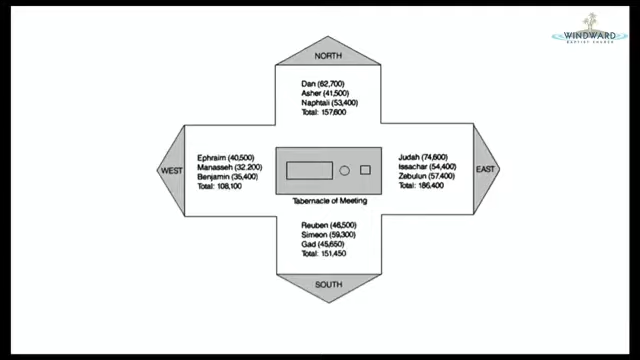 WINDWARD
BAPTIST CHURCH
NORTH
Dan (62,700)
Asher (41,500)
Naphtali (53,400)
Total: 157,600
WEST
Ephraim (40,500)
Manasseh (32,200)
Benjamin (35,400)
Total: 108,100
Judah (74,600)
Issachar (54,400)
Zebulun (57,400)
Total: 186,400
EAST
Tabernacle of Meeting
Reuben (46,500)
Simeon (59,300)
Gad (45,650)
Total: 151,450
SOUTH